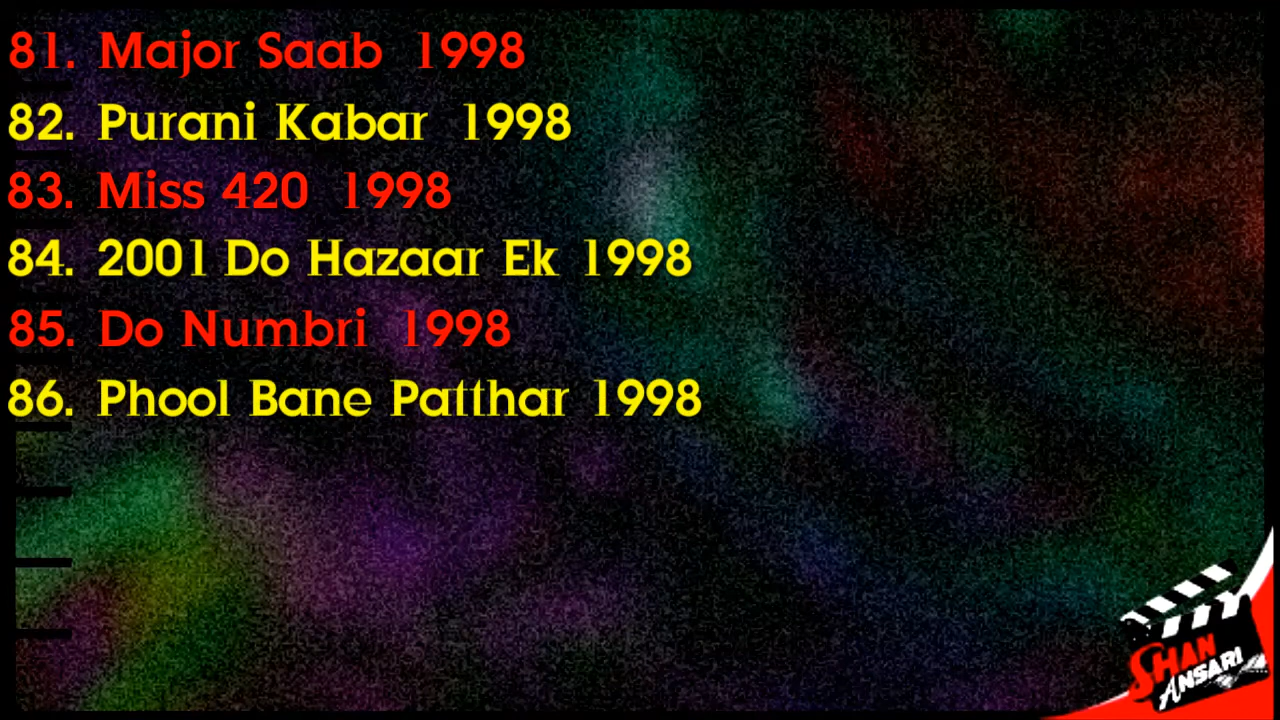 81. Major Saab 1998
82. Purani Kabar 1998
83. Miss 420 1998
84. 2001 Do Hazaar Ek 1998
85. Do Numbri 1998
86. Phool Bane Patthar 1998
SHAN
ANSARI